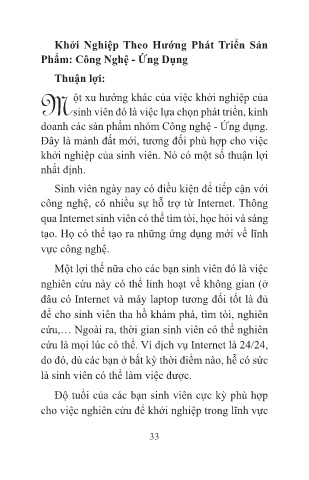 Khởi Nghiệp Theo Hướng Phát Triển Sản
Phẩm: Công Nghệ - Ứng Dụng
Thuận lợi:
Một xu hướng khác của việc khởi nghiệp của
sinh viên đó là việc lựa chọn phát triển, kinh
doanh các sản phẩm nhóm Công nghệ - Ứng dụng.
Đây là mảnh đất mới, tương đối phù hợp cho việc
khởi nghiệp của sinh viên. Nó có một số thuận lợi
nhất định.
Sinh viên ngày nay có điều kiện để tiếp cận với
công nghệ, có nhiều sự hỗ trợ từ Internet. Thông
qua Internet sinh viên có thể tìm tòi, học hỏi và sáng
tạo. Họ có thể tạo ra những ứng dụng mới về lĩnh
vực công nghệ.
Một lợi thế nữa cho các bạn sinh viên đó là việc
nghiên cứu này có thể linh hoạt về không gian (ở
đâu có Internet và máy laptop tương đối tốt là đủ
để cho sinh viên tha hồ khám phá, tìm tòi, nghiên
cứu,… Ngoài ra, thời gian sinh viên có thể nghiên
cứu là mọi lúc có thể. Vì dịch vụ Internet là 24/24,
do đó, dù các bạn ở bất kỳ thời điểm nào, hễ có sức
là sinh viên có thể làm việc được.
Độ tuổi của các bạn sinh viên cực kỳ phù hợp
cho việc nghiên cứu để khởi nghiệp trong lĩnh vực
33